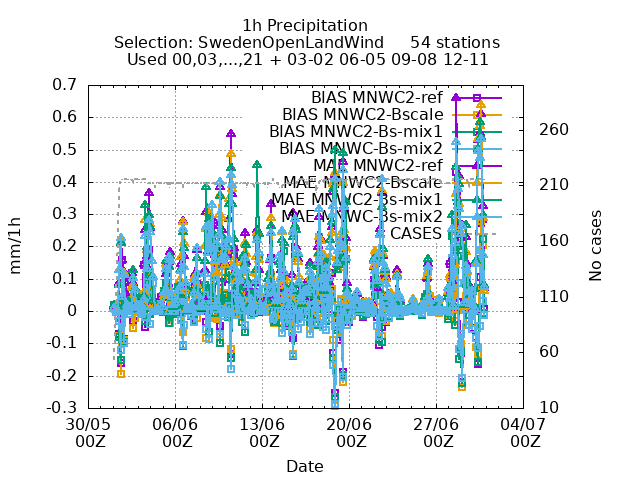 1h Precipitation
Selection: SwedenOpenLandWind 54 stations
Used 00,03,...,21 + 03-02 06-05 09-08 12-11
0.7
0.6
0.5
0.4
0.3
0.2
0.1
0
-0.1
-0.2
-0.3
mm/1h
BIAS MNWC2-ref
BIAS MNWC2-Bscale
BIAS MNWC2-Bs-mix1
BIAS MNWC-Bs-mix2
MAE MNWC2-ref
MAE MNWC2-Bscale
MAE MNWC2-Bs-mix1
MAE MNWC-Bs-mix2
CASES
260
210
160
110
60
10
No cases
30/05 06/06 13/06 20/06 27/06 04/07
00Z 00Z 00Z 00Z 00Z 00Z
Date